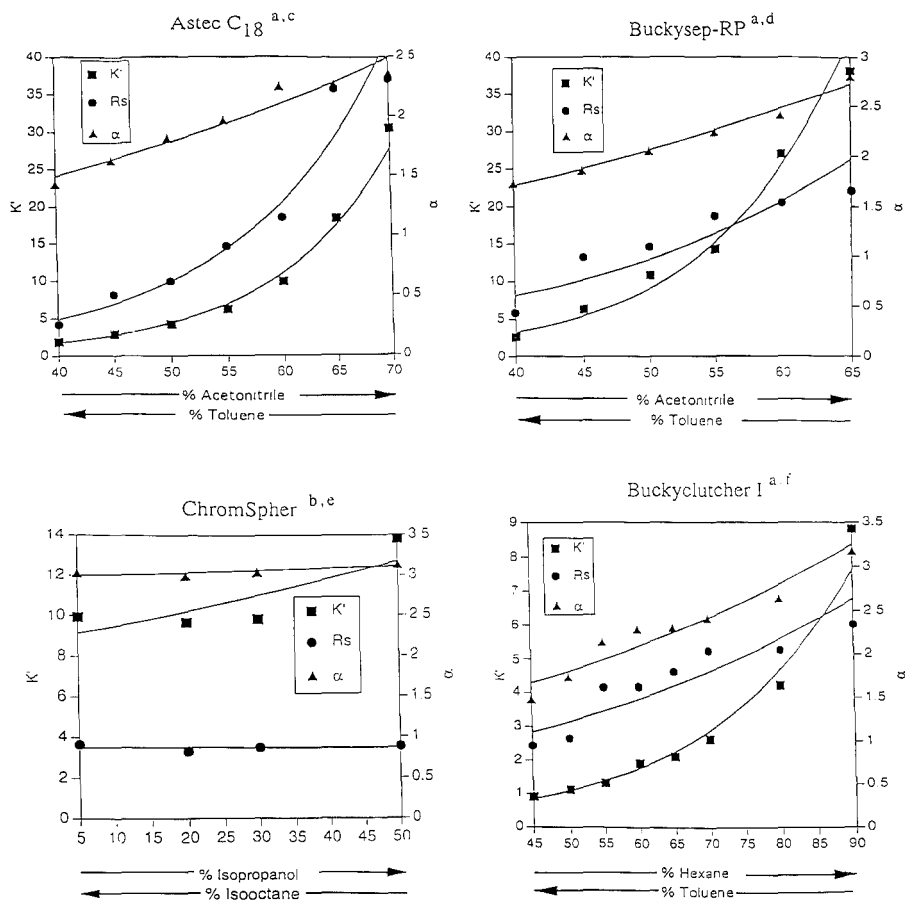 Astec C18 a,c
40
35
30
25
20
15
10
5
0
K'
K'
Rs
α
2.5
2
1.5
1
0 5
0
α
40 45 50 55 60 65 70
% Acetonitrile
% Toluene
Buckysep-RP a,d
40
35
30
25
20
15
10
5
0
K'
K'
Rs
α
3
2.5
2
1.5
1
0 5
0
α
40 45 50 55 60 65
% Acetonitrile
% Toluene
ChromSpher b,e
14
12
10
8
6
4
2
0
K'
K'
Rs
α
3 5
3
2.5
2
1.5
1
0.5
0
α
5 10 15 20 25 30 35 40 45 50
% Isopropanol
% Isooctane
Buckyclutcher I a,f
9
8
7
6
5
4
3
2
1
0
K'
K'
Rs
α
3.5
3
2.5
2
1.5
1
0.5
0
α
45 50 55 60 65 70 75 80 85 90
% Hexane
% Toluene